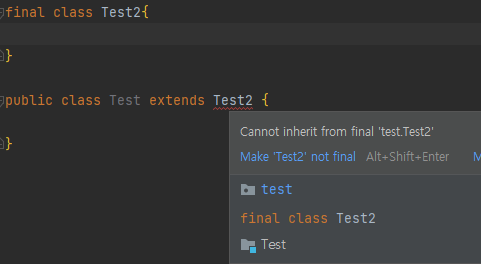 final class Test2{
}
public class Test extends Test2 {
}
Cannot inherit from final 'test.Test2'
Make 'Test2' not final Alt+Shift+Enter M
test
final class Test2
Test